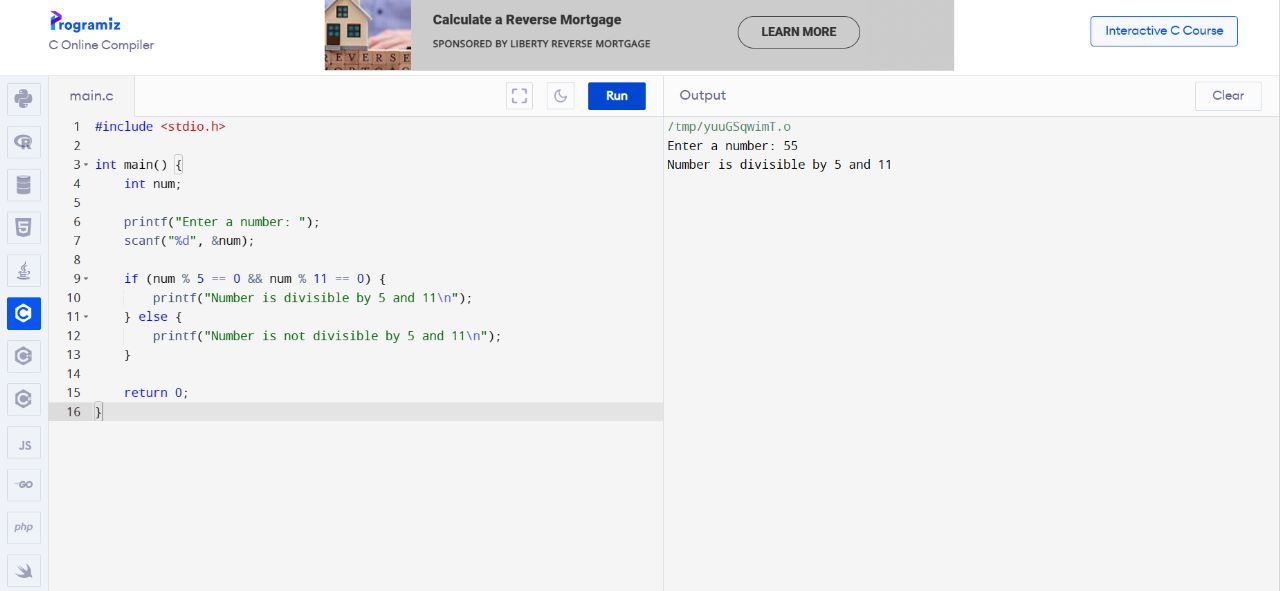 Programiz
C Online Compiler
REVERSE
MORTGAG
Calculate a Reverse Mortgage
SPONSORED BY LIBERTY REVERSE MORTGAGE
LEARN MORE
Interactive C Course
main.c
Run
1 #include <stdio.h>
2
3 int main() {
4     int num;
5
6     printf("Enter a number: ");
7     scanf("%d", &num);
8
9     if (num % 5 == 0 && num % 11 == 0) {
10         printf("Number is divisible by 5 and 11\n");
11     } else {
12         printf("Number is not divisible by 5 and 11\n");
13     }
14
15     return 0;
16 }
Output
Clear
/tmp/yuuGSqwimT.o
Enter a number: 55
Number is divisible by 5 and 11
R
5
C
C
C
JS
GO
php